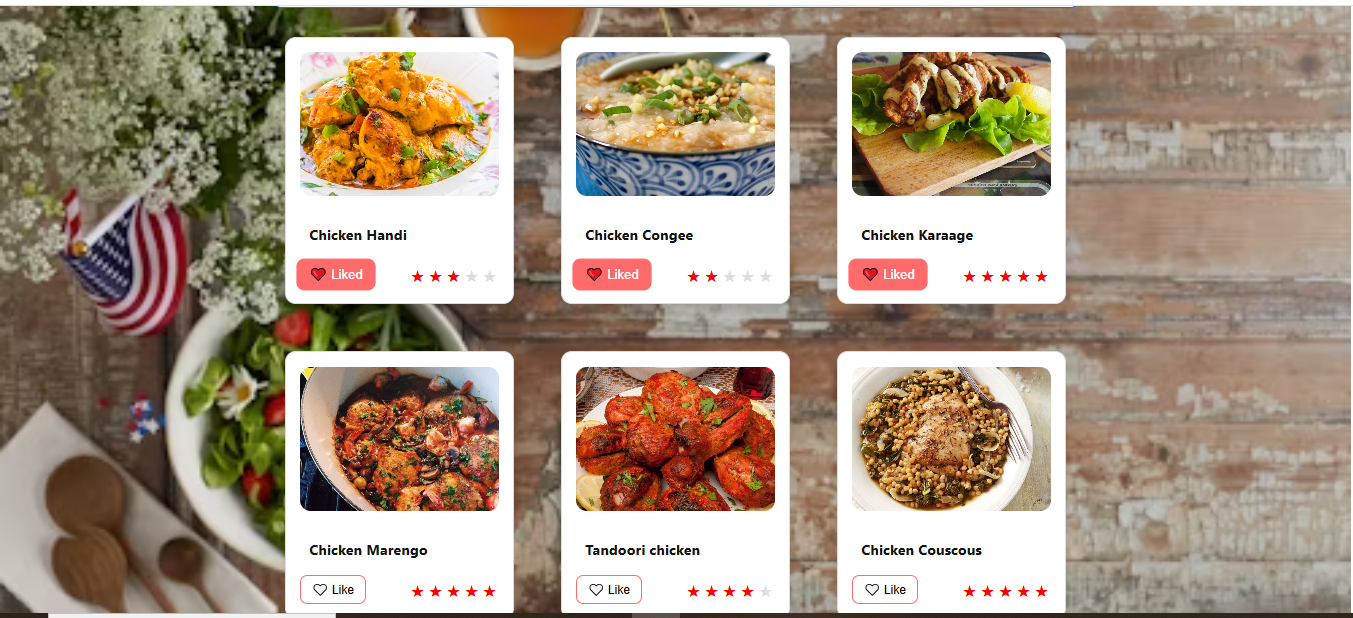 Chicken Handi
Chicken Congee
Chicken Karaage
Liked
Liked
Liked
Chicken Marengo
Tandoori chicken
Chicken Couscous
Like
Like
Like